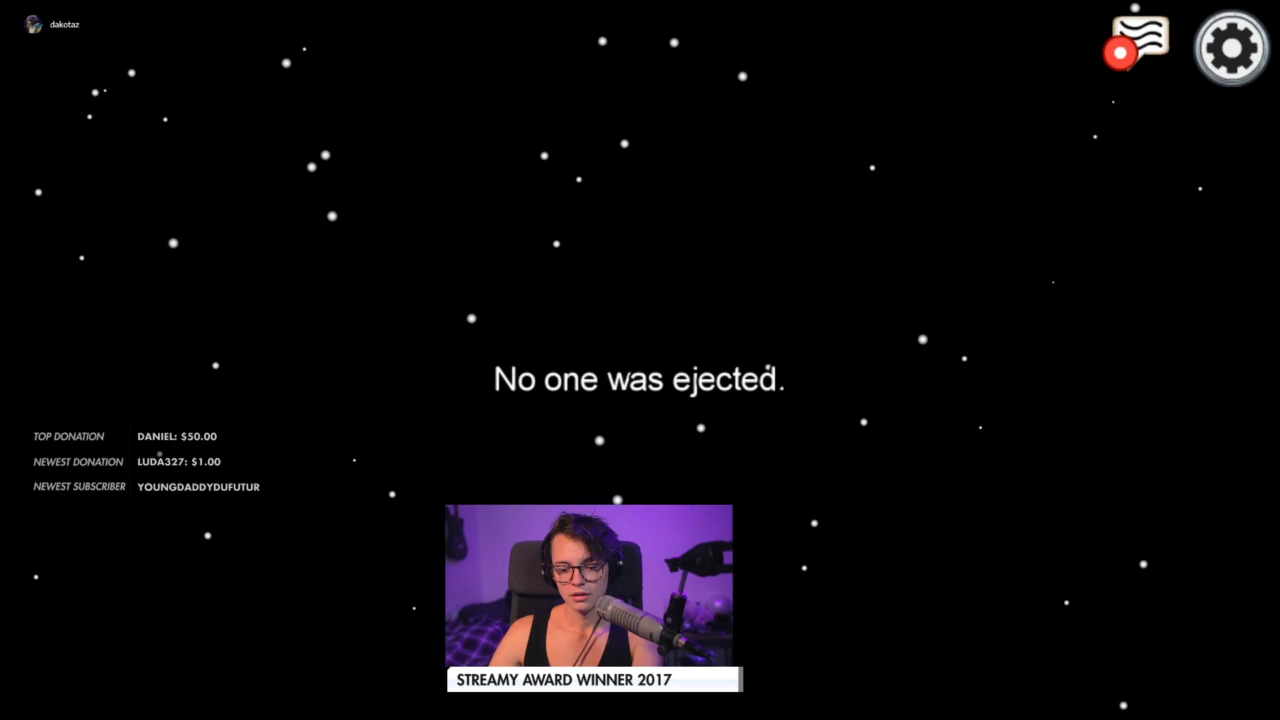 dakotaz
No one was ejected.
TOP DONATION DANIEL: $50.00
NEWEST DONATION LUDA327: $1.00
NEWEST SUBSCRIBER YOUNGDADDYDUFUTUR
STREAMY AWARD WINNER 2017